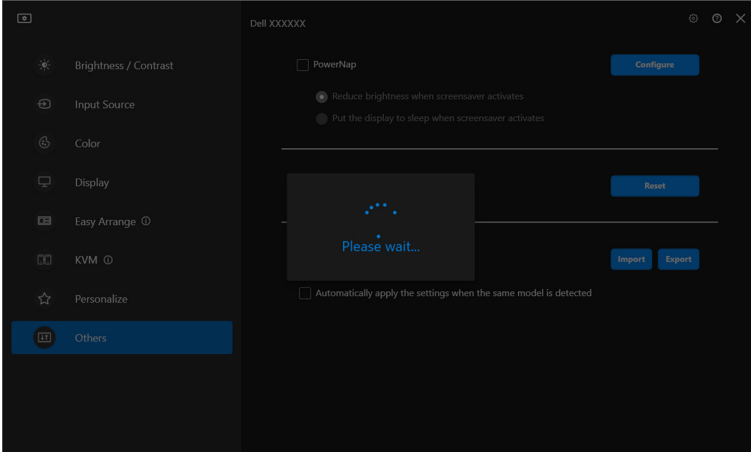 Dell XXXXXX
Brightness / Contrast
Input Source
Color
Display
Easy Arrange
KVM
Personalize
Others
PowerNap
Configure
Reduce brightness when screensaver activates
Put the display to sleep when screensaver activates
Reset
Please wait...
Import
Export
Automatically apply the settings when the same model is detected